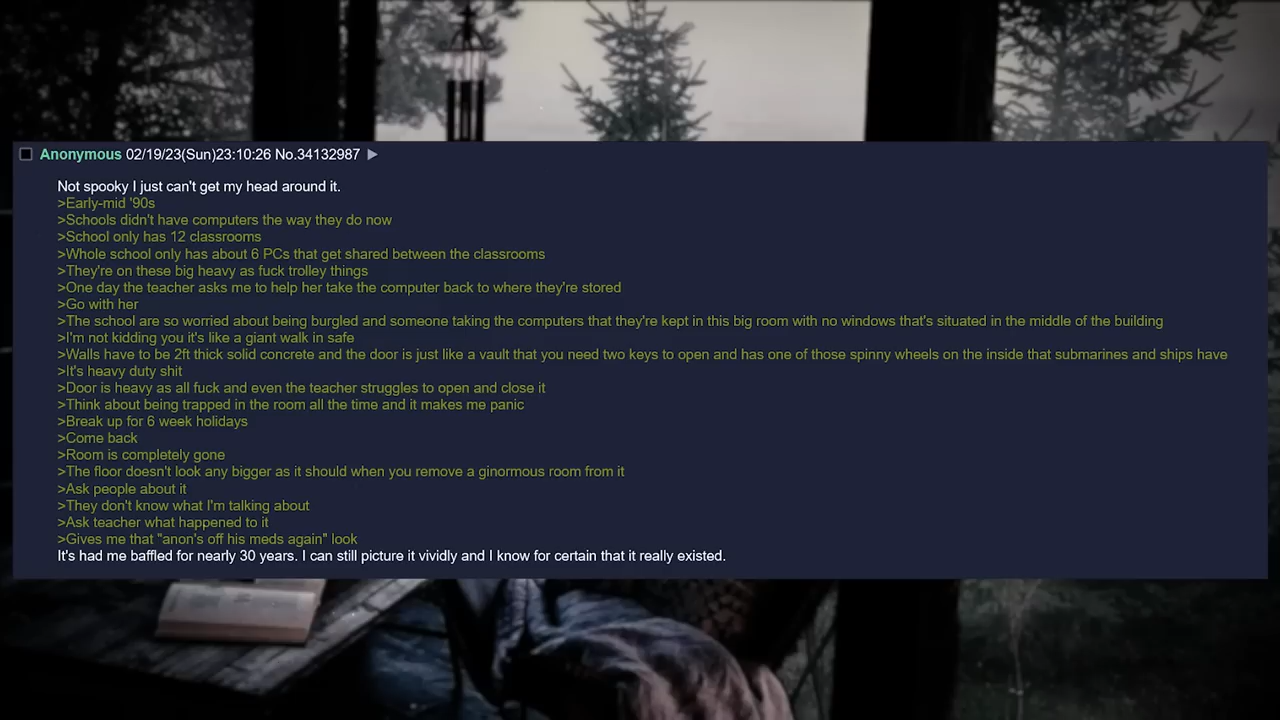 Anonymous 02/19/23(Sun)23:10:26 No.34132987
Not spooky I just can't get my head around it.
>Early-mid '90s
>Schools didn't have computers the way they do now
>School only has 12 classrooms
>Whole school only has about 6 PCs that get shared between the classrooms
>They're on these big heavy as fuck trolley things
>One day the teacher asks me to help her take the computer back to where they're stored
>Go with her
>The school are so worried about being burgled and someone taking the computers that they're kept in this big room with no windows that's situated in the middle of the building
>I'm not kidding you it's like a giant walk in safe
>Walls have to be 2ft thick solid concrete and the door is just like a vault that you need two keys to open and has one of those spinny wheels on the inside that submarines and ships have
>It's heavy duty shit
>Door is heavy as all fuck and even the teacher struggles to open and close it
>Think about being trapped in the room all the time and it makes me panic
>Break up for 6 week holidays
>Come back
>Room is completely gone
>The floor doesn't look any bigger as it should when you remove a ginormous room from it
>Ask people about it
>They don't know what I'm talking about
>Ask teacher what happened to it
>Gives me that "anon's off his meds again" look
It's had me baffled for nearly 30 years. I can still picture it vividly and I know for certain that it really existed.